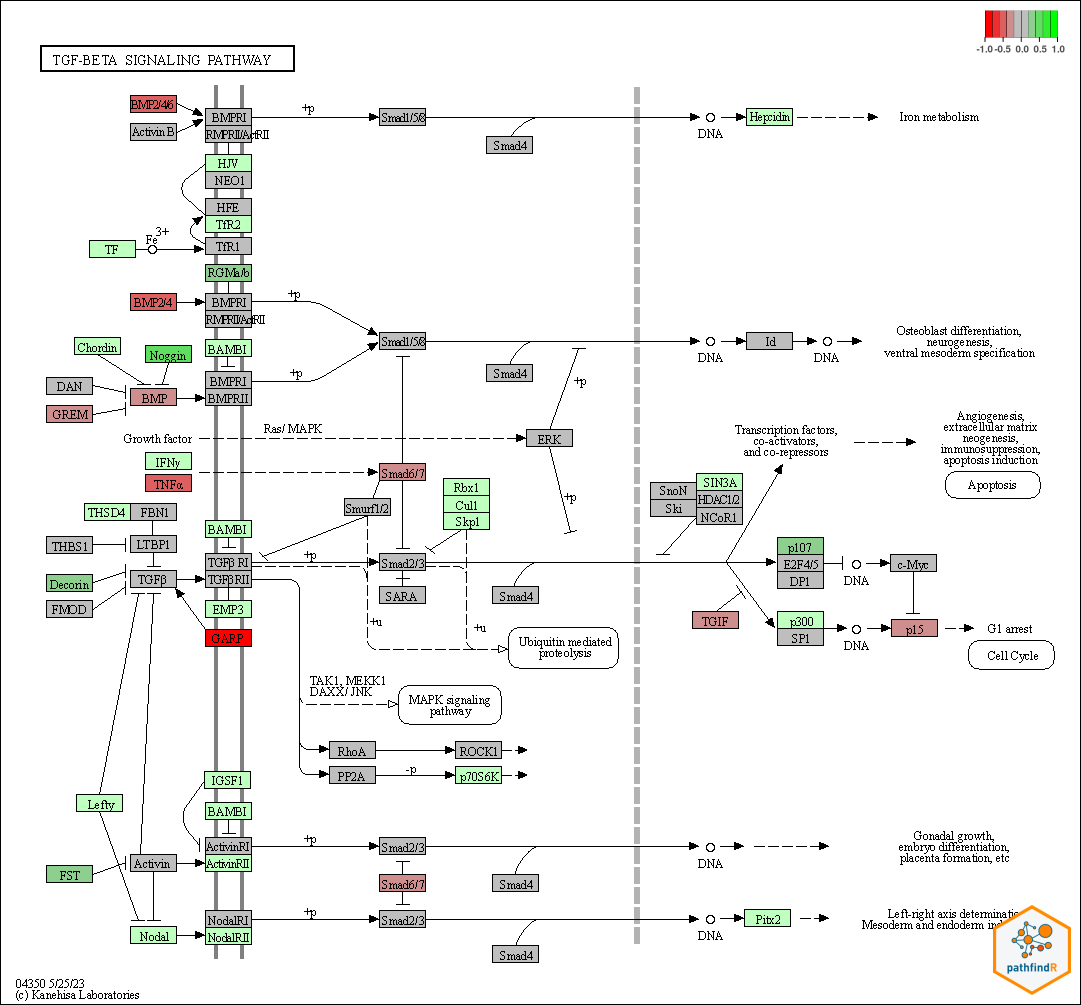 -1.0 -0.5 0.0 0.5 1.0
TGF-BETA SIGNALING PATHWAY
BMP2/4/6
Activin B
BMPRI
+p
Smad1/5/8
Smad4
DNA
Hepcidin
Iron metabolism
HJV
NEO1
HFE
TfR2
TF
Fe 3+
TfR1
RGMa/b
BMP2/4
BMPRI
+p
Smad1/5/8
Smad4
DNA
Id
DNA
Osteoblast differentiation,
neurogenesis,
ventral mesoderm specification
Chordin
Noggin
BAMBI
DAN
BMP
GREM
BMPRI
BMPRII
+p
+p
Growth factor
Ras/ MAPK
ERK
+p
Transcription factors,
co-activators,
and co-repressors
Angiogenesis,
extracellular matrix
neogenesis,
immunosuppression,
apoptosis induction
Apoptosis
IFNγ
TNFα
Smad6/7
Smurf1/2
Rbx1
Cul1
Skp1
SnoN
Ski
SIN3A
HDAC1/2
NCoR1
THSD4
FBN1
THBS1
LTBP1
BAMBI
Decorin
TGFβ
FMOD
TGFβ RI
TGFβRII
+p
Smad2/3
SARA
Smad4
EMP3
GARP
p107
E2F4/5
DP1
DNA
c-Myc
TGIF
p300
SP1
DNA
p15
G1 arrest
Cell Cycle
+u
+u
Ubiquitin mediated
proteolysis
TAK1, MEKK1
DAXX/ JNK
MAPK signaling
pathway
RhoA
ROCK1
PP2A
-p
p70S6K
IGSF1
Lefty
BAMBI
FST
Activin
ActivinRI
ActivinRII
+p
Smad2/3
Smad4
DNA
Gonadal growth,
embryo differentiation,
placenta formation, etc
Smad6/7
Nodal
NodalRI
NodalRII
+p
Smad2/3
Smad4
DNA
Pitx2
Left-right axis
Mesoderm and endoderm
pathfindR
04350 5/25/23
(c) Kanehisa Laboratories